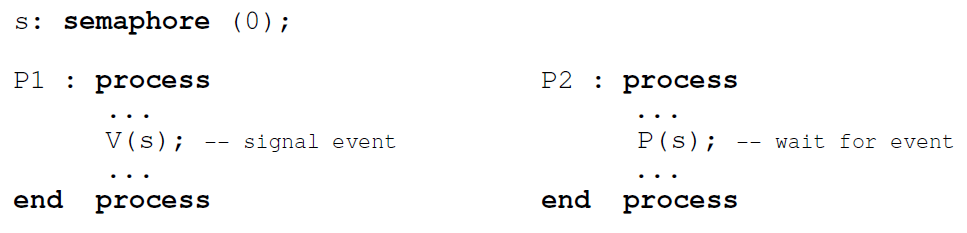 s: semaphore (0);
P1 : process
...
V(s); -- signal event
...
end process
P2 : process
...
P(s); -- wait for event
...
end process